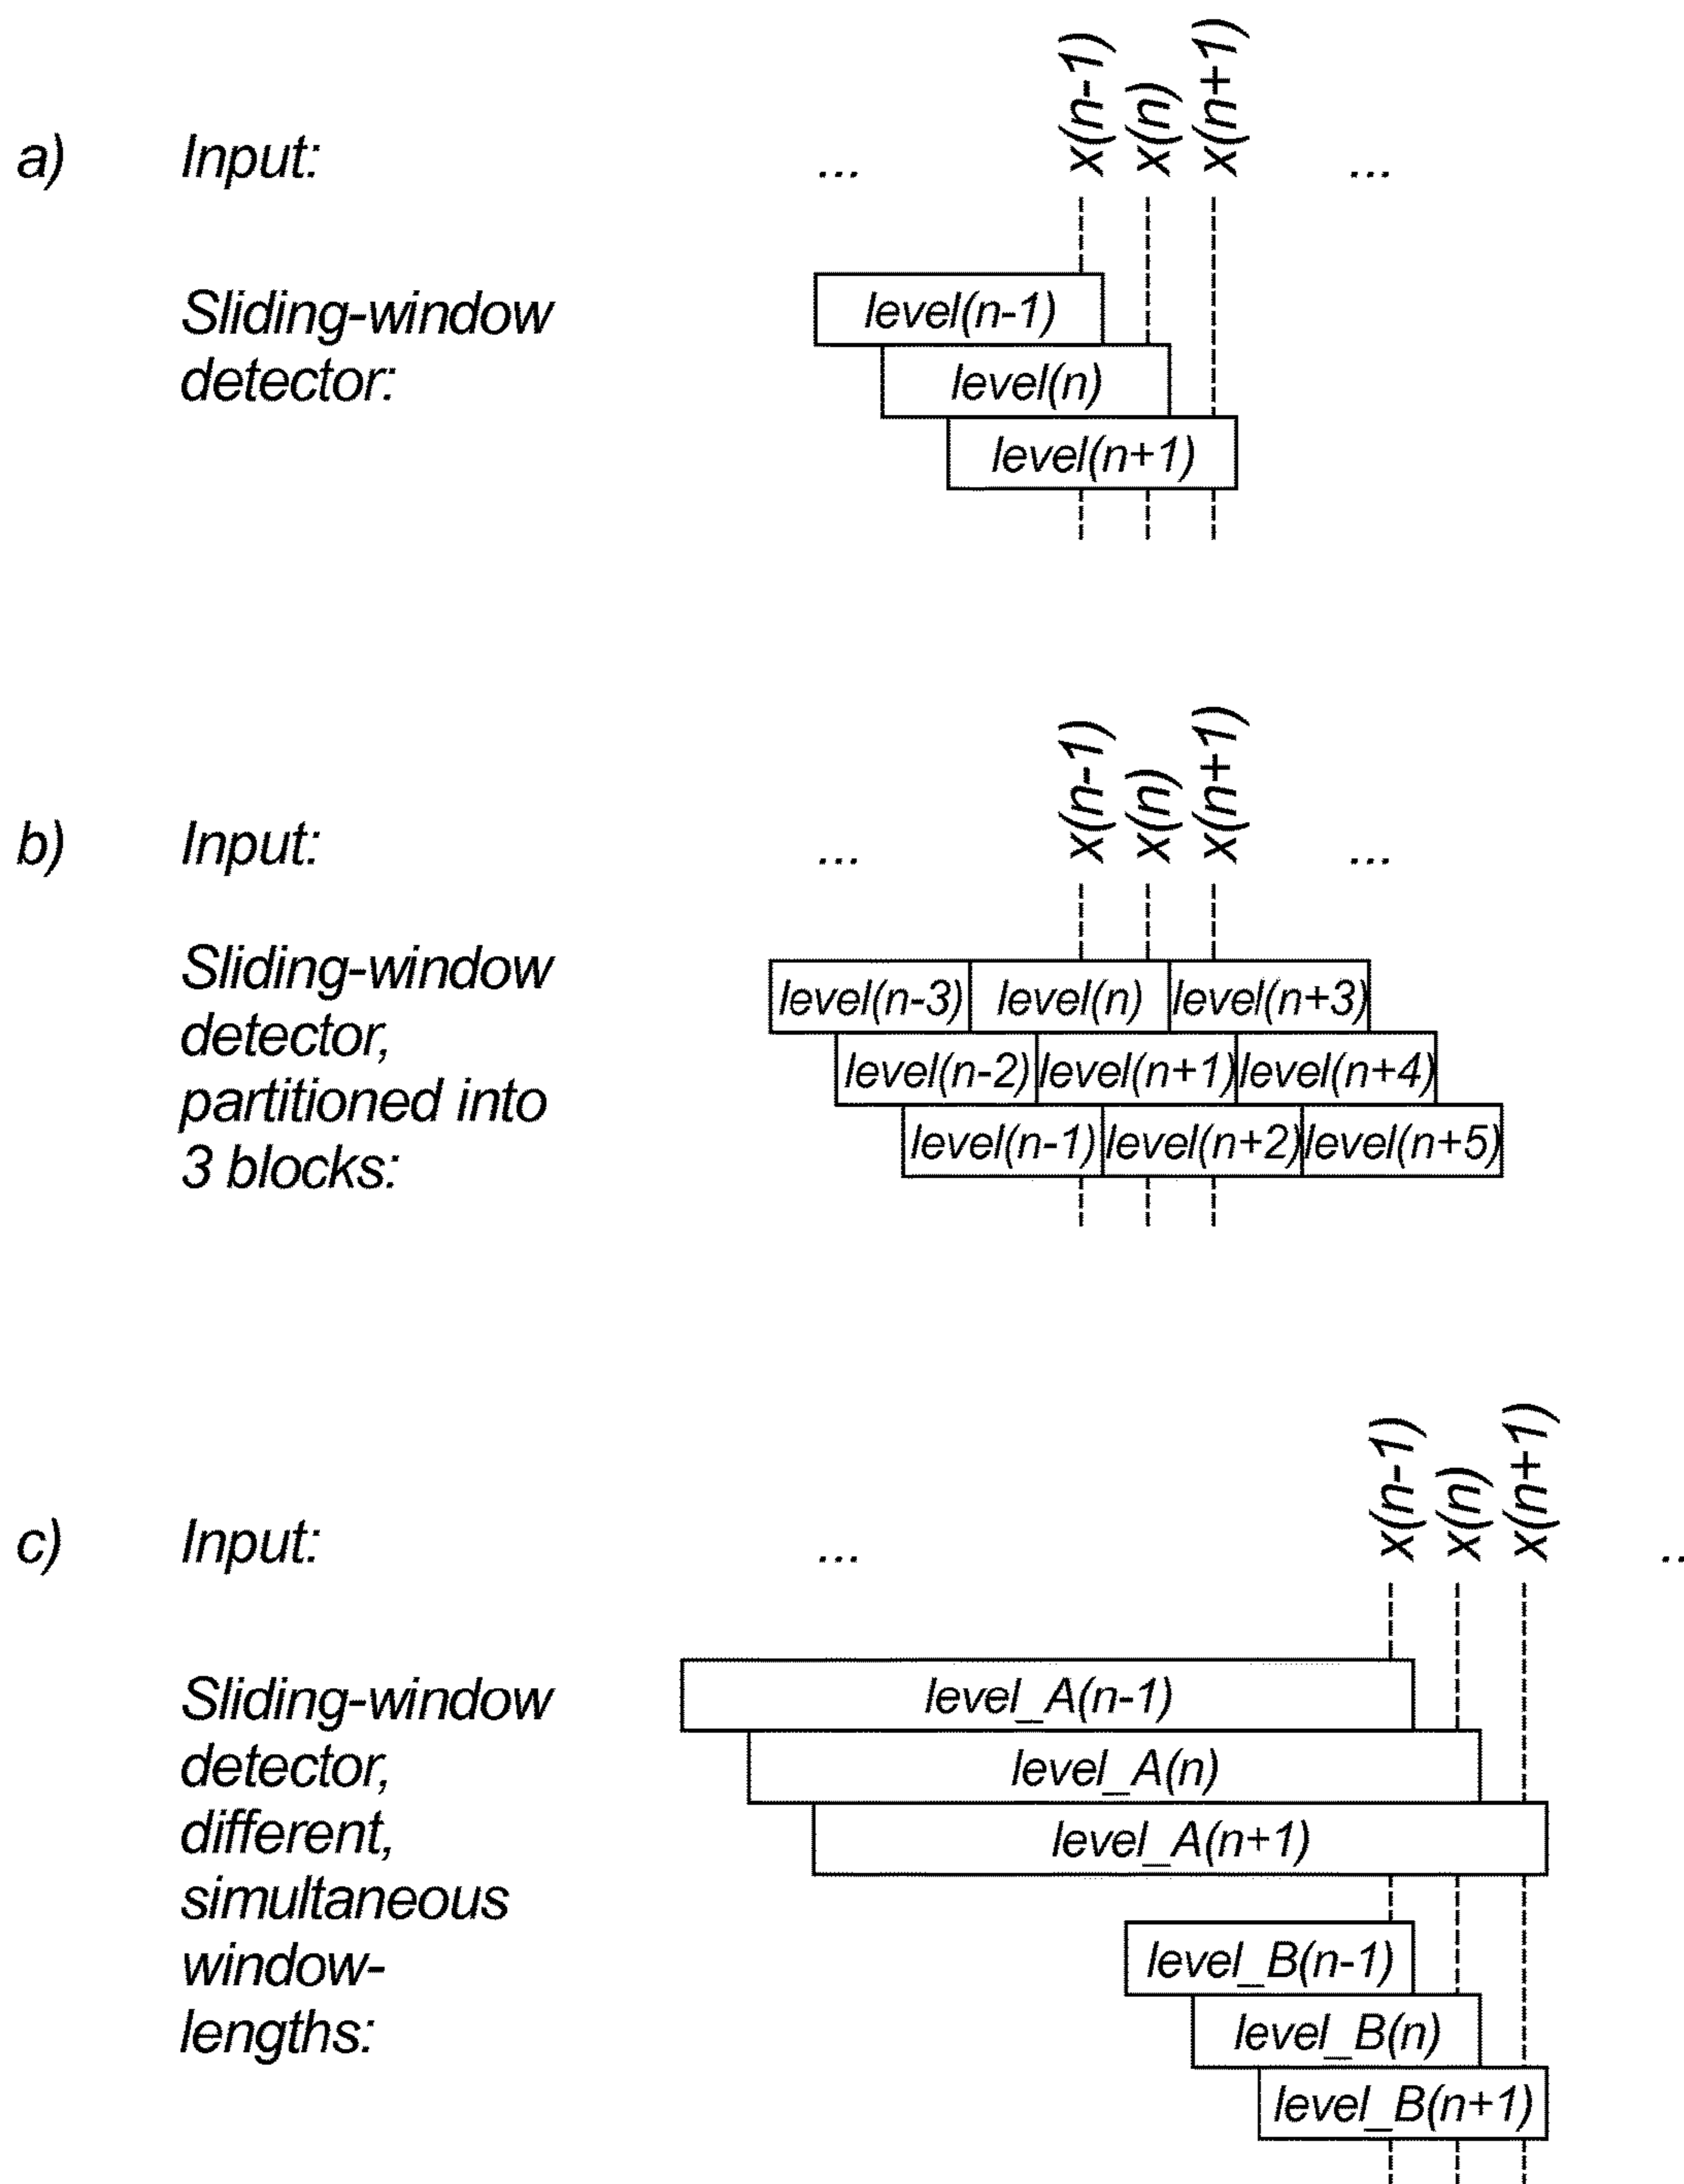 x(n-1) x(n) x(n+1)
a) Input: ... ...
Sliding-window
detector:
level(n-1)
level(n)
level(n+1)
x(n-1) x(n) x(n+1)
b) Input: ... ...
Sliding-window
detector,
partitioned into
3 blocks:
level(n-3) level(n) level(n+3)
level(n-2) level(n+1) level(n+4)
level(n-1) level(n+2) level(n+5)
x(n-1) x(n) x(n+1)
c) Input: ... ..
Sliding-window
detector,
different,
simultaneous
window-
lengths:
level_A(n-1)
level_A(n)
level_A(n+1)
level_B(n-1)
level_B(n)
level_B(n+1)